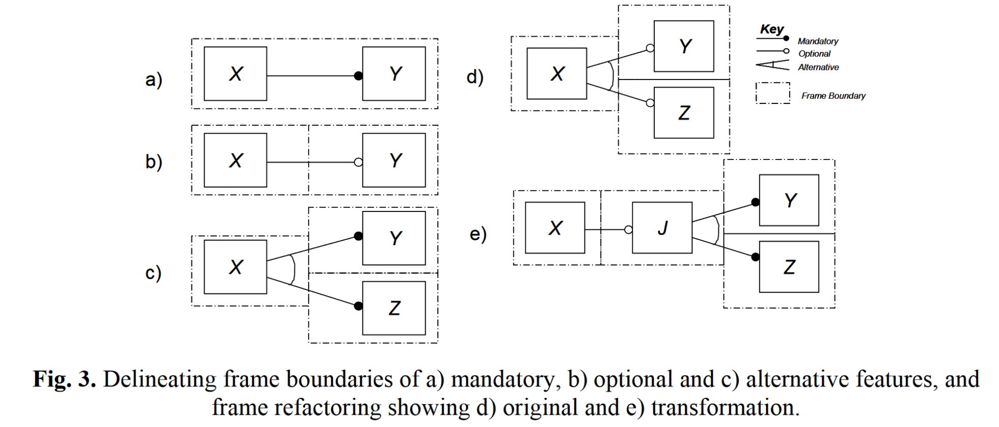 a)
X
Y
b)
X
Y
c)
X
Y
Z
d)
X
Y
Z
Key
Mandatory
Optional
Alternative
Frame Boundary
e)
X
J
Y
Z
Fig. 3. Delineating frame boundaries of a) mandatory, b) optional and c) alternative features, and
frame refactoring showing d) original and e) transformation.